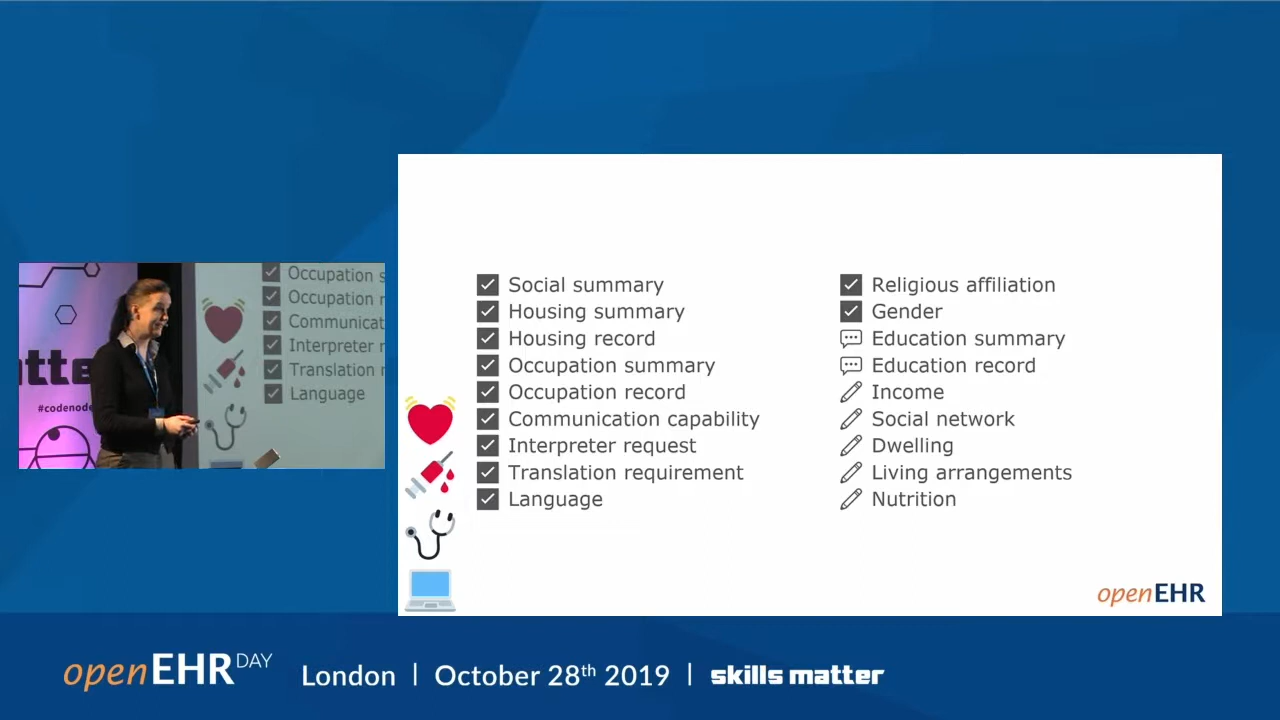 Social summary
Housing summary
Housing record
Occupation summary
Occupation record
Communication capability
Interpreter request
Translation requirement
Language
Religious affiliation
Gender
Education summary
Education record
Income
Social network
Dwelling
Living arrangements
Nutrition
openEHR
Occupation s
Occupation r
Communicat
Interpreter r
Translation r
Language
atte
#codenode
openEHR DAY London | October 28th 2019 | skills matter